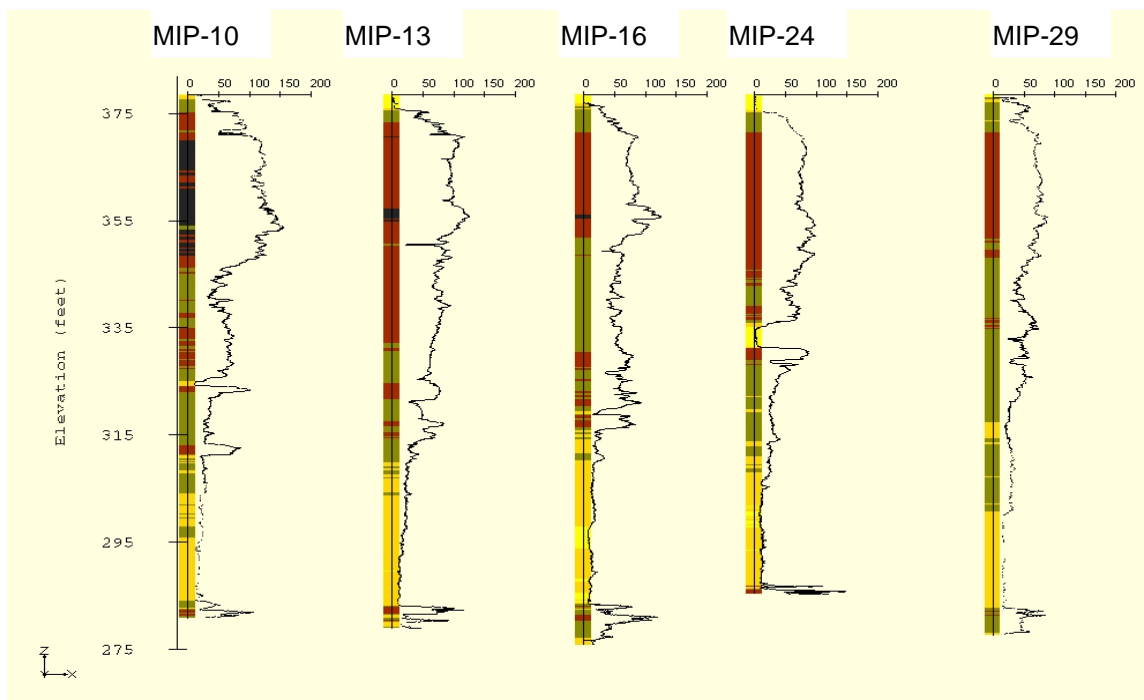 MIP-10 MIP-13 MIP-16 MIP-24 MIP-29
0 50 100 150 200 0 50 100 150 200 0 50 100 150 200 0 50 100 150 200 0 50 100 150 200
375
355
335
Elevation (feet)
315
295
275
Z
X